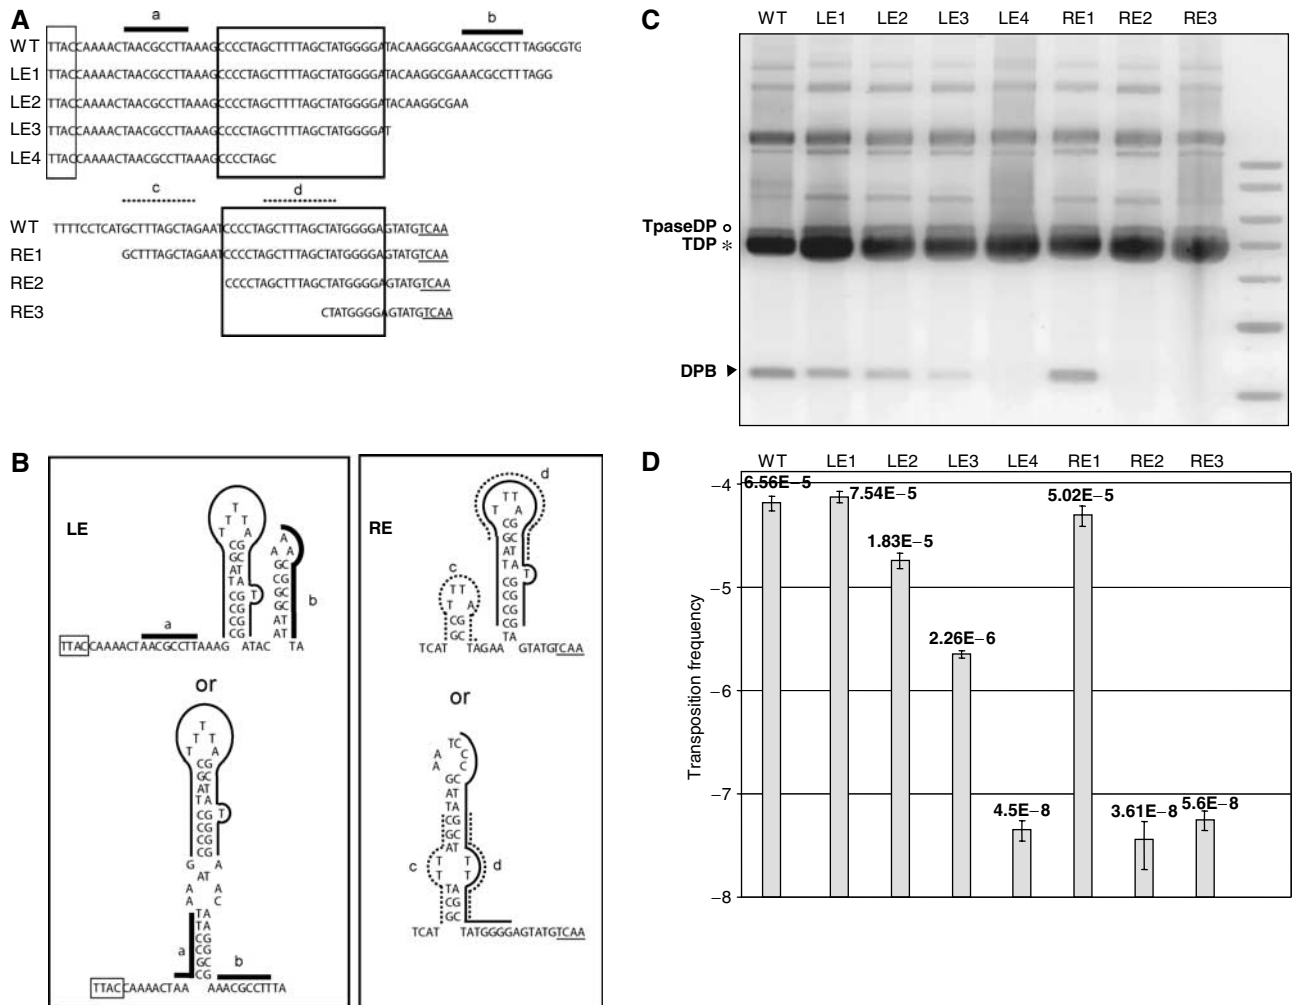 A
a
b
WT TTACCAAAACTAACGCCTTAAAGCCCCTAGCTTTTAGCTATGGGGATACAAGGCGAAACGCCTTTAGGCGTG
LE1 TTACCAAAACTAACGCCTTAAAGCCCCTAGCTTTTAGCTATGGGGATACAAGGCGAAACGCCTTTAGG
LE2 TTACCAAAACTAACGCCTTAAAGCCCCTAGCTTTTAGCTATGGGGATACAAGGCGAA
LE3 TTACCAAAACTAACGCCTTAAAGCCCCTAGCTTTTAGCTATGGGGAT
LE4 TTACCAAAACTAACGCCTTAAAGCCCCTAGC
c
d
WT TTTTCCTCATGCTTTAGCTAGAATCCCCTAGCTTTAGCTATGGGGAGTATGTCAA
RE1 GCTTTAGCTAGAATCCCCTAGCTTTAGCTATGGGGAGTATGTCAA
RE2 CCCCTAGCTTTAGCTATGGGGAGTATGTCAA
RE3 CTATGGGGAGTATGTCAA
B
LE
a
b
TTACCAAAACTAACGCCTTAAAG ATAC TA
or
a
b
TTACCAAAACTAA AAACGCCTTTA
RE
c
d
TCAT TAGAA GTATGTCAA
or
c
d
TCAT TATGGGGAGTATGTCAA
C
WT LE1 LE2 LE3 LE4 RE1 RE2 RE3
TpaseDP
TDP *
DPB
D
WT LE1 LE2 LE3 LE4 RE1 RE2 RE3
Transposition frequency
−4
−5
−6
−7
−8
6.56E−5
7.54E−5
1.83E−5
2.26E−6
4.5E−8
5.02E−5
3.61E−8
5.6E−8